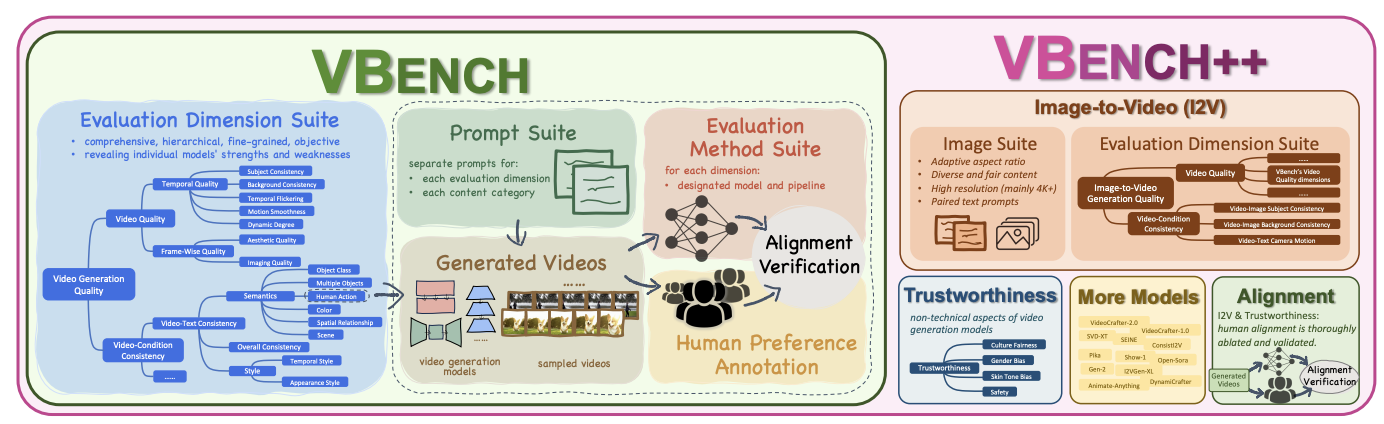 VBENCH
Evaluation Dimension Suite
• comprehensive, hierarchical, fine-grained, objective
• revealing individual models' strengths and weaknesses
Video Generation
Quality
Video Quality
Temporal Quality
Subject Consistency
Background Consistency
Temporal Flickering
Motion Smoothness
Dynamic Degree
Frame-Wise Quality
Aesthetic Quality
Imaging Quality
Video-Condition
Consistency
Video-Text Consistency
Semantics
Object Class
Multiple Objects
Human Action
Color
Spatial Relationship
Scene
Overall Consistency
Style
Temporal Style
Appearance Style
......
Prompt Suite
separate prompts for:
• each evaluation dimension
• each content category
Generated Videos
......
......
video generation
models
sampled videos
Evaluation
Method Suite
for each dimension:
• designated model and pipeline
Human Preference
Annotation
Alignment
Verification
VBENCH++
Image-to-Video (I2V)
Image Suite
• Adaptive aspect ratio
• Diverse and fair content
• High resolution (mainly 4K+)
• Paired text prompts
Evaluation Dimension Suite
Image-to-Video
Generation Quality
Video Quality
.....
VBench's Video
Quality dimensions
.....
Video-Condition
Consistency
Video-Image Subject Consistency
Video-Image Background Consistency
Video-Text Camera Motion
Trustworthiness
non-technical aspects of video
generation models
Trustworthiness
Culture Fairness
Gender Bias
Skin Tone Bias
Safety
More Models
VideoCrafter-2.0
VideoCrafter-1.0
SVD-XT
SEINE
ConsistI2V
Pika
Show-1
Open-Sora
Gen-2
I2VGen-XL
Animate-Anything
DynamiCrafter
Alignment
I2V & Trustworthiness:
human alignment is thoroughly
ablated and validated.
Generated
Videos
Alignment
Verification